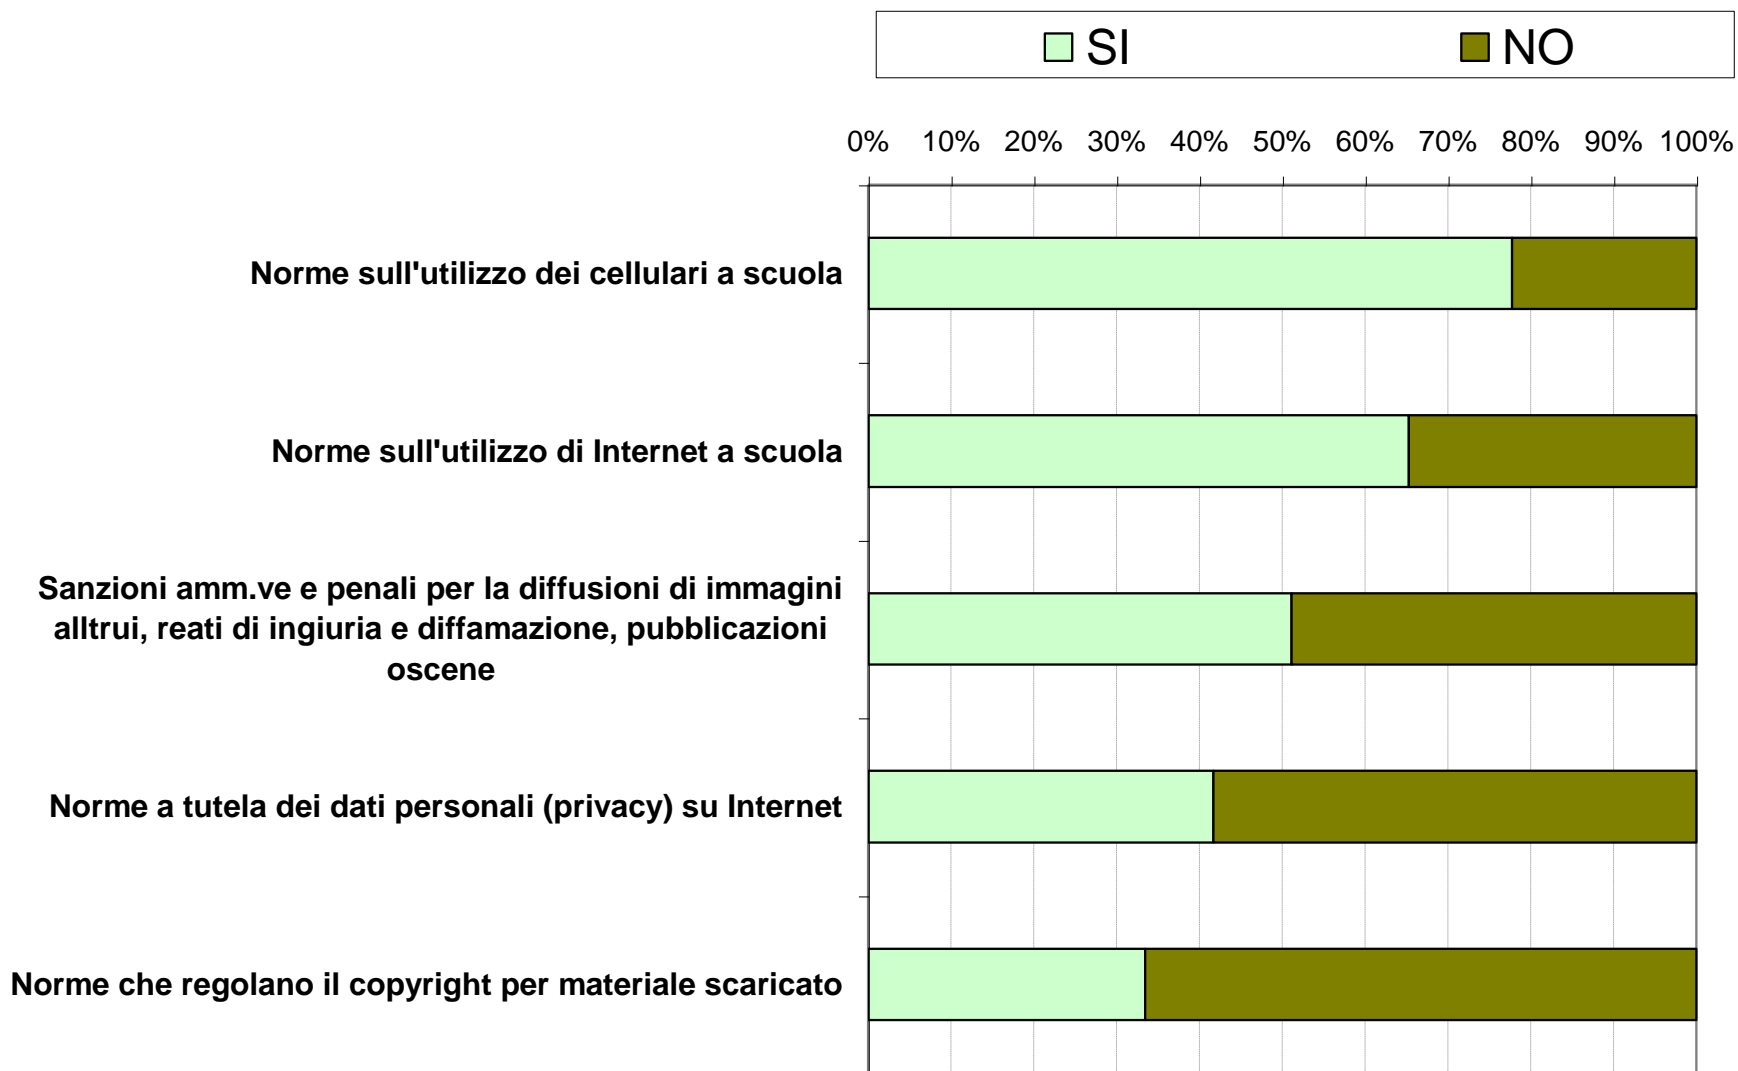 SI NO
0% 10% 20% 30% 40% 50% 60% 70% 80% 90% 100%
Norme sull'utilizzo dei cellulari a scuola
Norme sull'utilizzo di Internet a scuola
Sanzioni amm.ve e penali per la diffusioni di immagini
alltrui, reati di ingiuria e diffamazione, pubblicazioni
oscene
Norme a tutela dei dati personali (privacy) su Internet
Norme che regolano il copyright per materiale scaricato